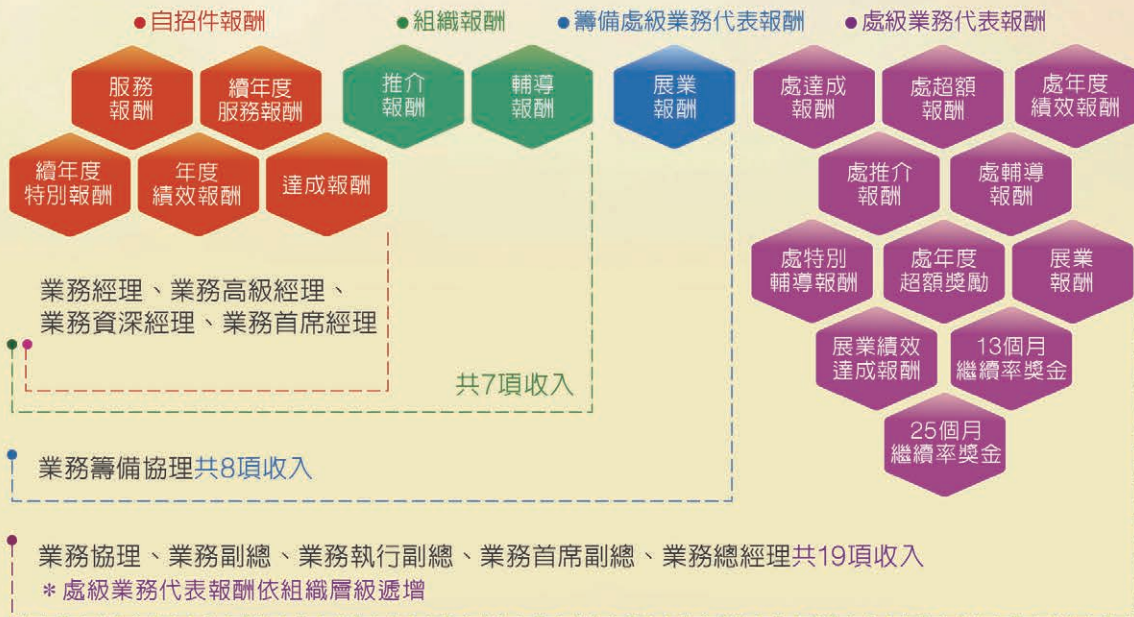 ●自招件報酬 ●組織報酬 ●籌備處級業務代表報酬 ●處級業務代表報酬
服務
報酬
續年度
服務報酬
推介
報酬
輔導
報酬
展業
報酬
處達成
報酬
處超額
報酬
處年度
績效報酬
續年度
特別報酬
年度
績效報酬
達成報酬
處推介
報酬
處輔導
報酬
處特別
輔導報酬
處年度
超額獎勵
展業
報酬
業務經理、業務高級經理、
業務資深經理、業務首席經理
展業績效
達成報酬
13個月
繼續率獎金
共7項收入
25個月
繼續率獎金
業務籌備協理共8項收入
業務協理、業務副總、業務執行副總、業務首席副總、業務總經理共19項收入
＊處級業務代表報酬依組織層級遞增